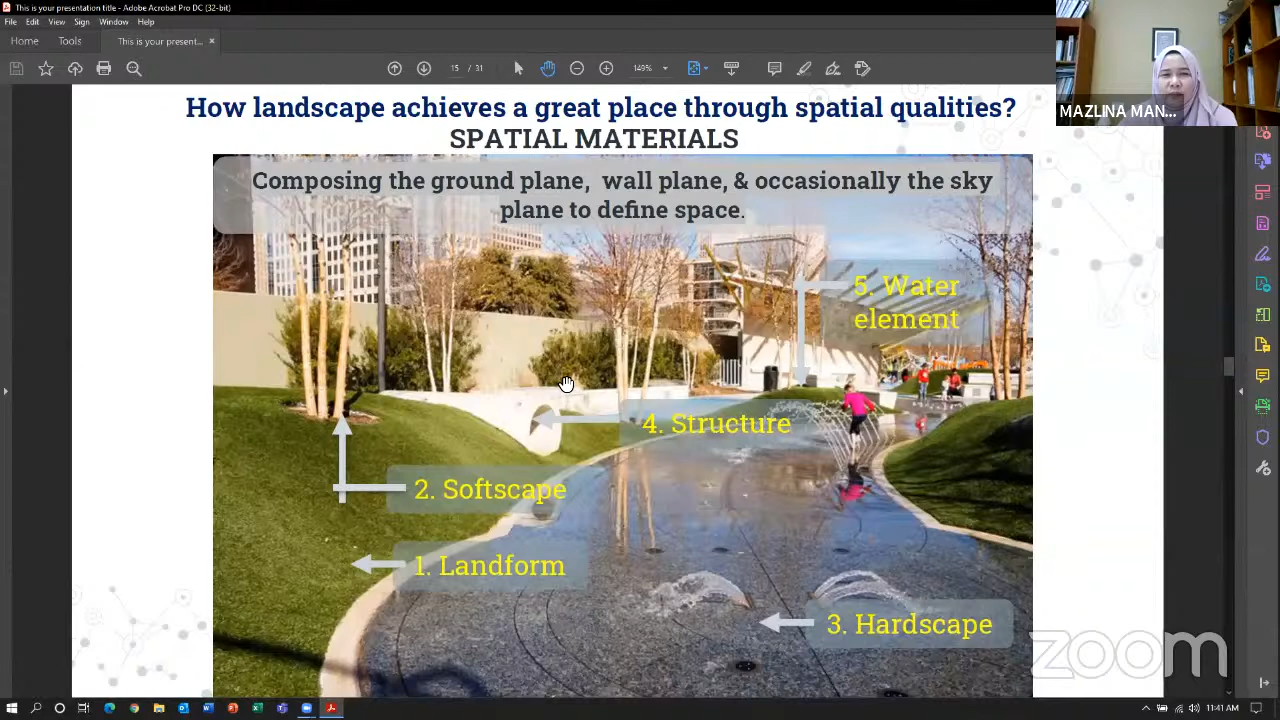 This is your presentation title - Adobe Acrobat Pro DC (32-bit)
File Edit View Sign Window Help
Home Tools This is your present... ×
15 / 31 149%
MAZLINA MAN...
How landscape achieves a great place through spatial qualities?
SPATIAL MATERIALS
Composing the ground plane, wall plane, & occasionally the sky
plane to define space.
5. Water
element
4. Structure
2. Softscape
1. Landform
3. Hardscape
zoom
11:41 AM